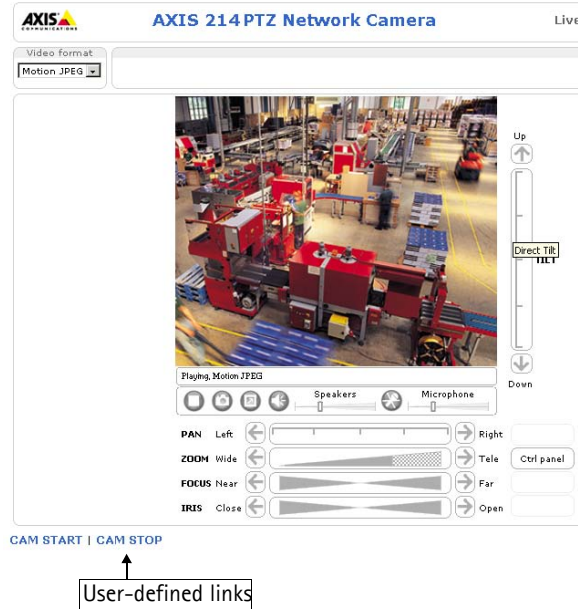 AXIS
COMMUNICATIONS
AXIS 214 PTZ Network Camera
Live
Video format
Motion JPEG
Up
Direct Tilt
TILT
Down
Playing, Motion JPEG
Speakers
Microphone
PAN Left Right
ZOOM Wide Tele Ctrl panel
FOCUS Near Far
IRIS Close Open
CAM START | CAM STOP
User-defined links